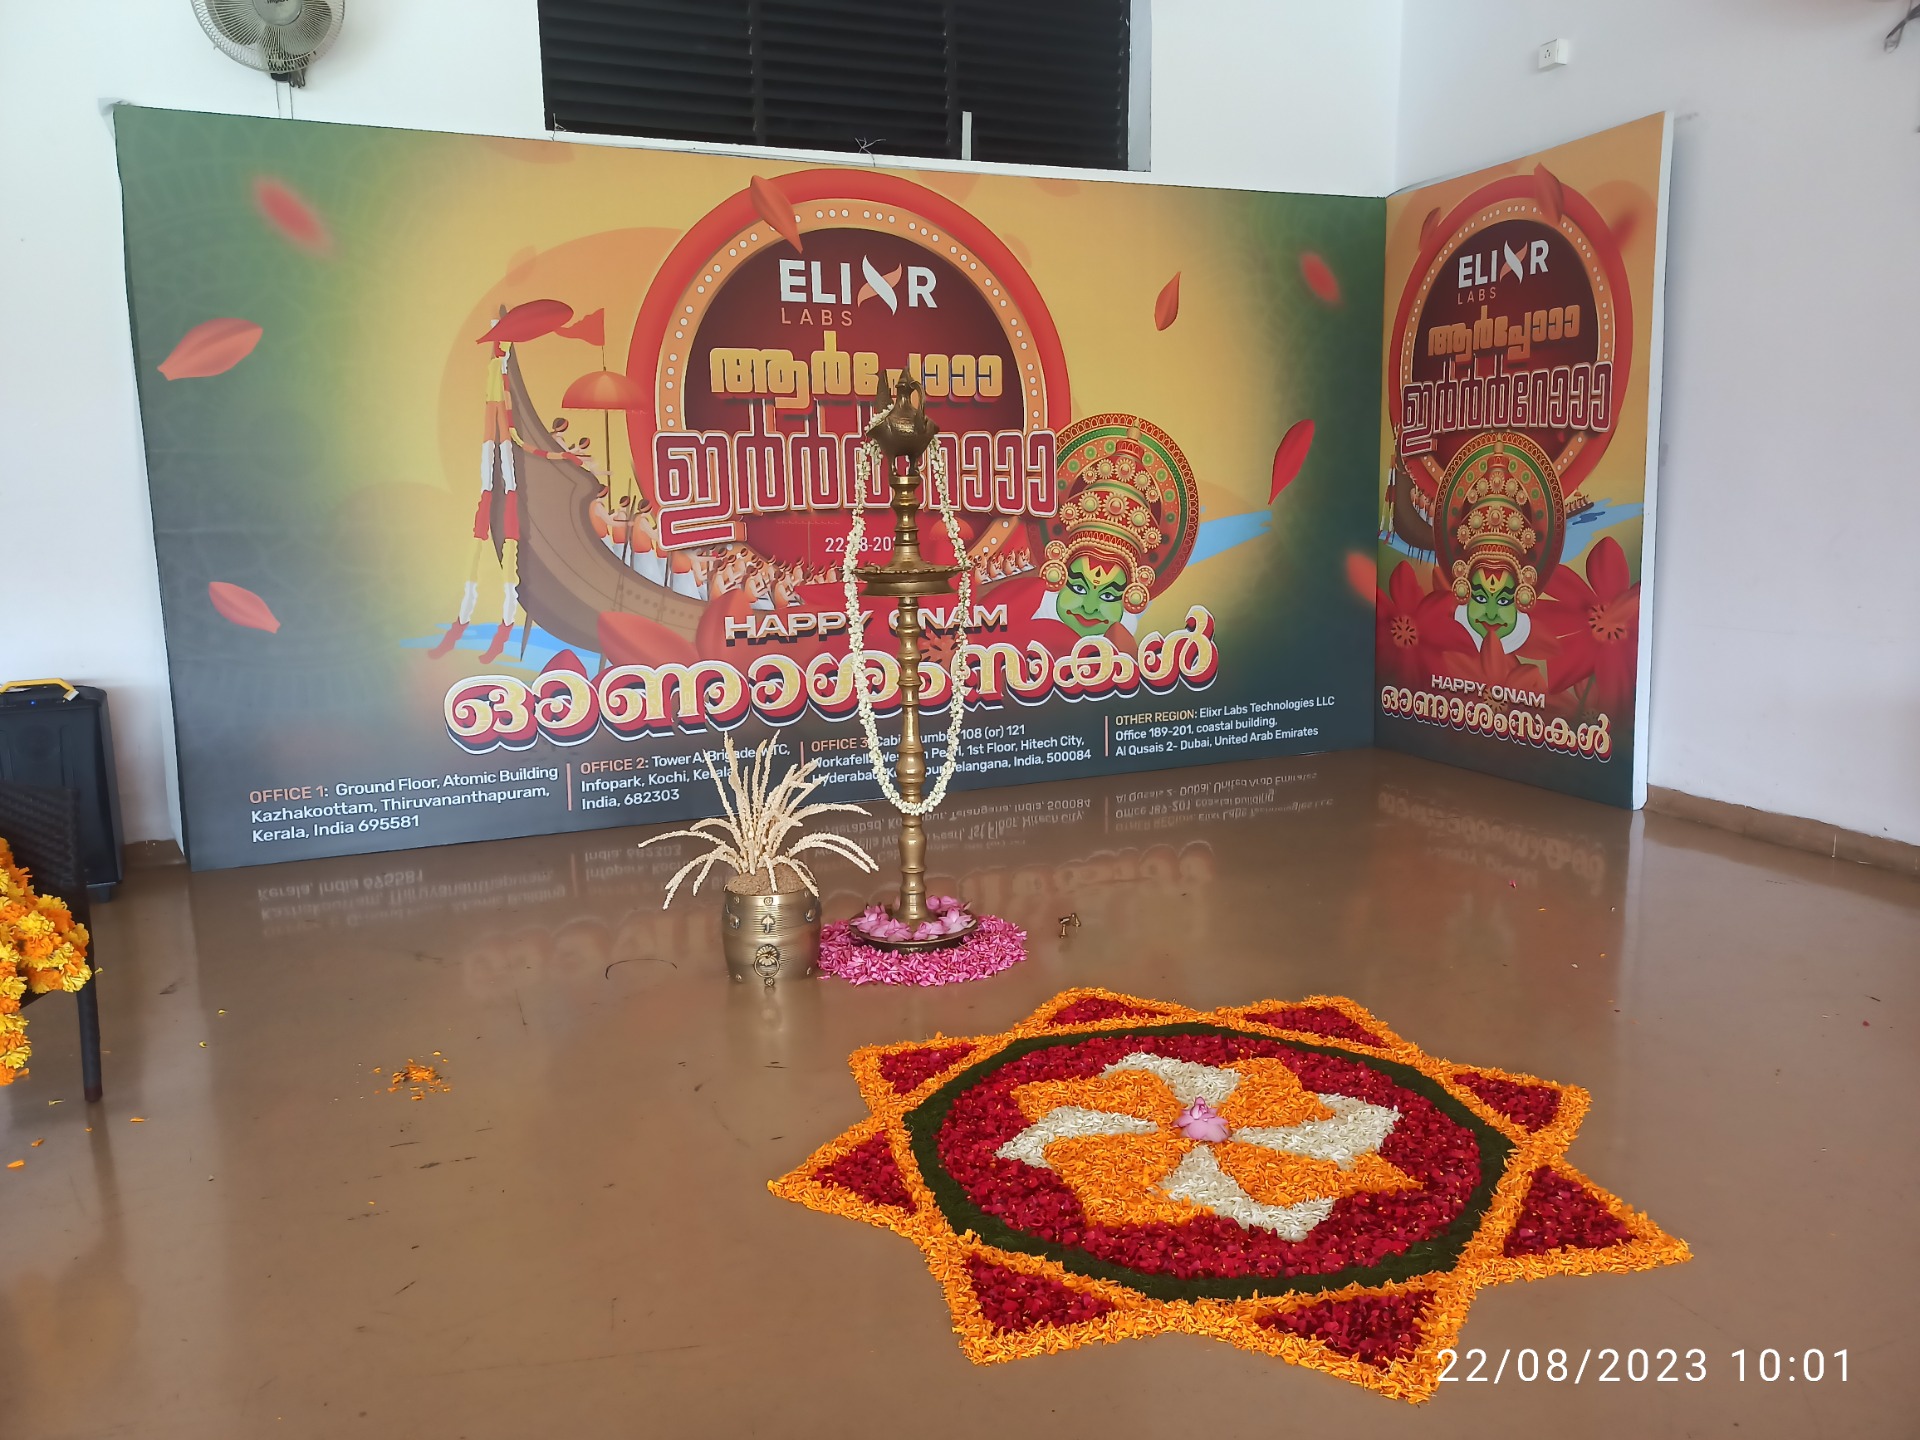 ELIXR
LABS
ആർപ്പോാാ
ഇർർർറോാാ
HAPPY ONAM
ഓണാശംസകൾ
OFFICE 1: Ground Floor, Atomic Building
Kazhakoottam, Thiruvananthapuram,
Kerala, India 695581
OFFICE 2: Tower A, Brigade WTC,
Infopark, Kochi, Kerala
India, 682303
OFFICE 3: 108 (or) 121
Pearl, 1st Floor, Hitech City,
Telangana, India, 500084
OTHER REGION: Elixr Labs Technologies LLC
Office 189-201, coastal building,
Al Qusais 2- Dubai, United Arab Emirates
ELIXR
LABS
ആർപ്പോാാ
ഇർർർറോാാ
HAPPY ONAM
ഓണാശംസകൾ
22/08/2023 10:01